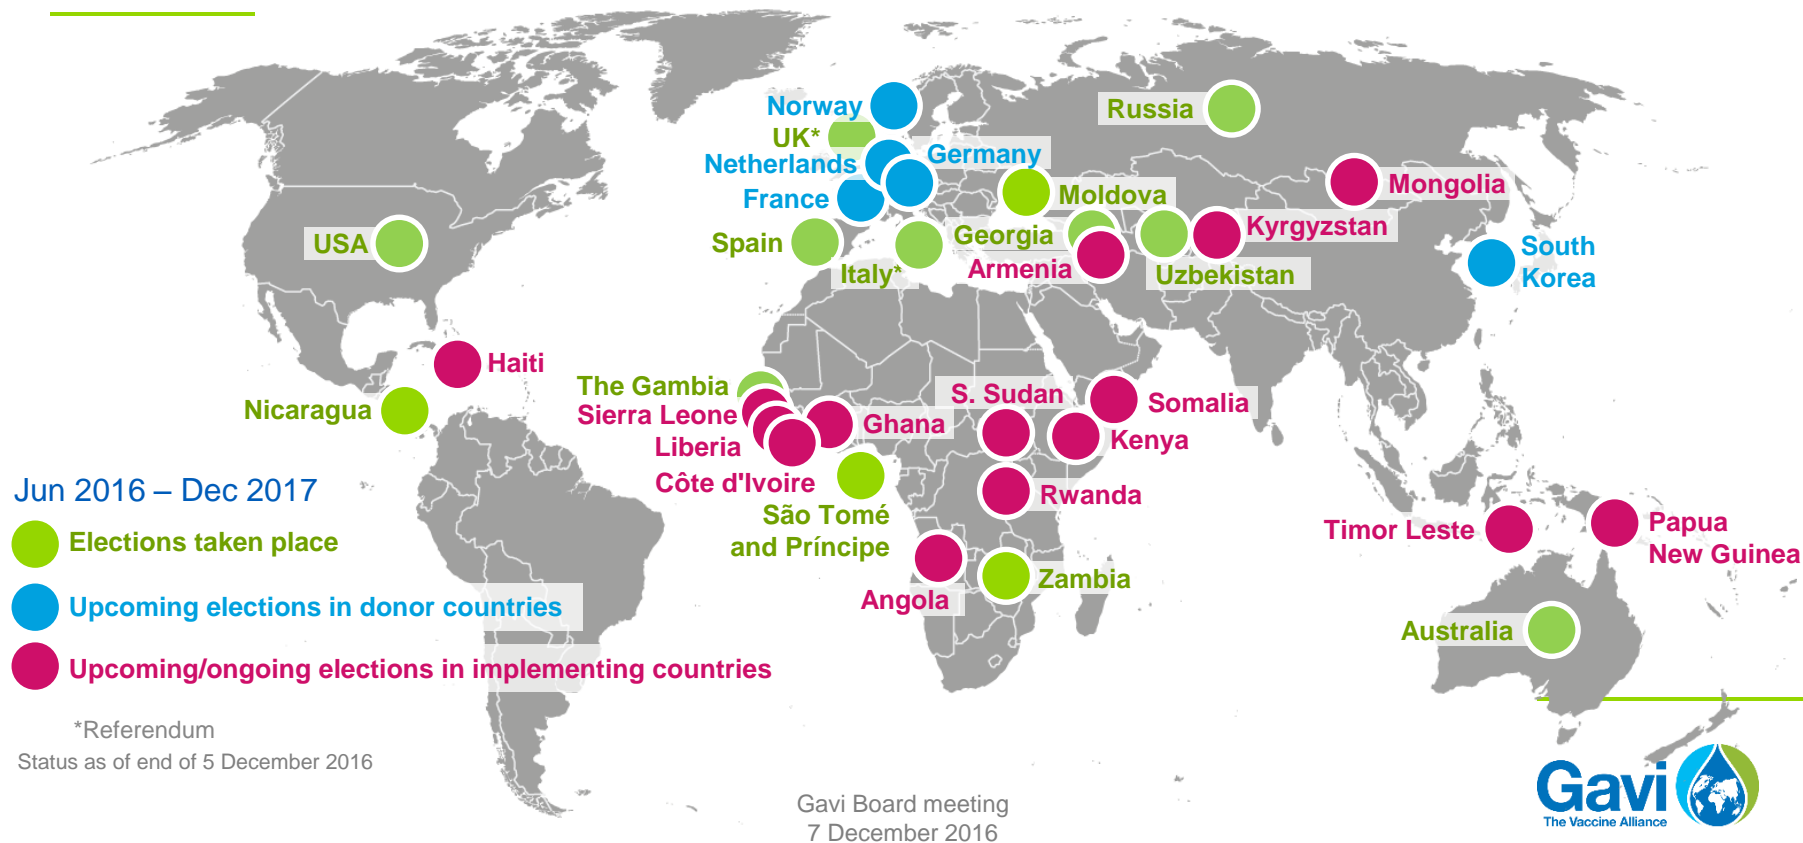 Norway
UK*
Netherlands
Germany
France
Russia
Moldova
Mongolia
USA
Spain
Italy*
Georgia
Armenia
Kyrgyzstan
Uzbekistan
South
Korea
Haiti
Nicaragua
The Gambia
Sierra Leone
Liberia
Côte d'Ivoire
Ghana
S. Sudan
Somalia
Kenya
Rwanda
São Tomé
and Príncipe
Angola
Zambia
Timor Leste
Papua
New Guinea
Australia
Jun 2016 – Dec 2017
Elections taken place
Upcoming elections in donor countries
Upcoming/ongoing elections in implementing countries
*Referendum
Status as of end of 5 December 2016
Gavi Board meeting
7 December 2016
Gavi
The Vaccine Alliance